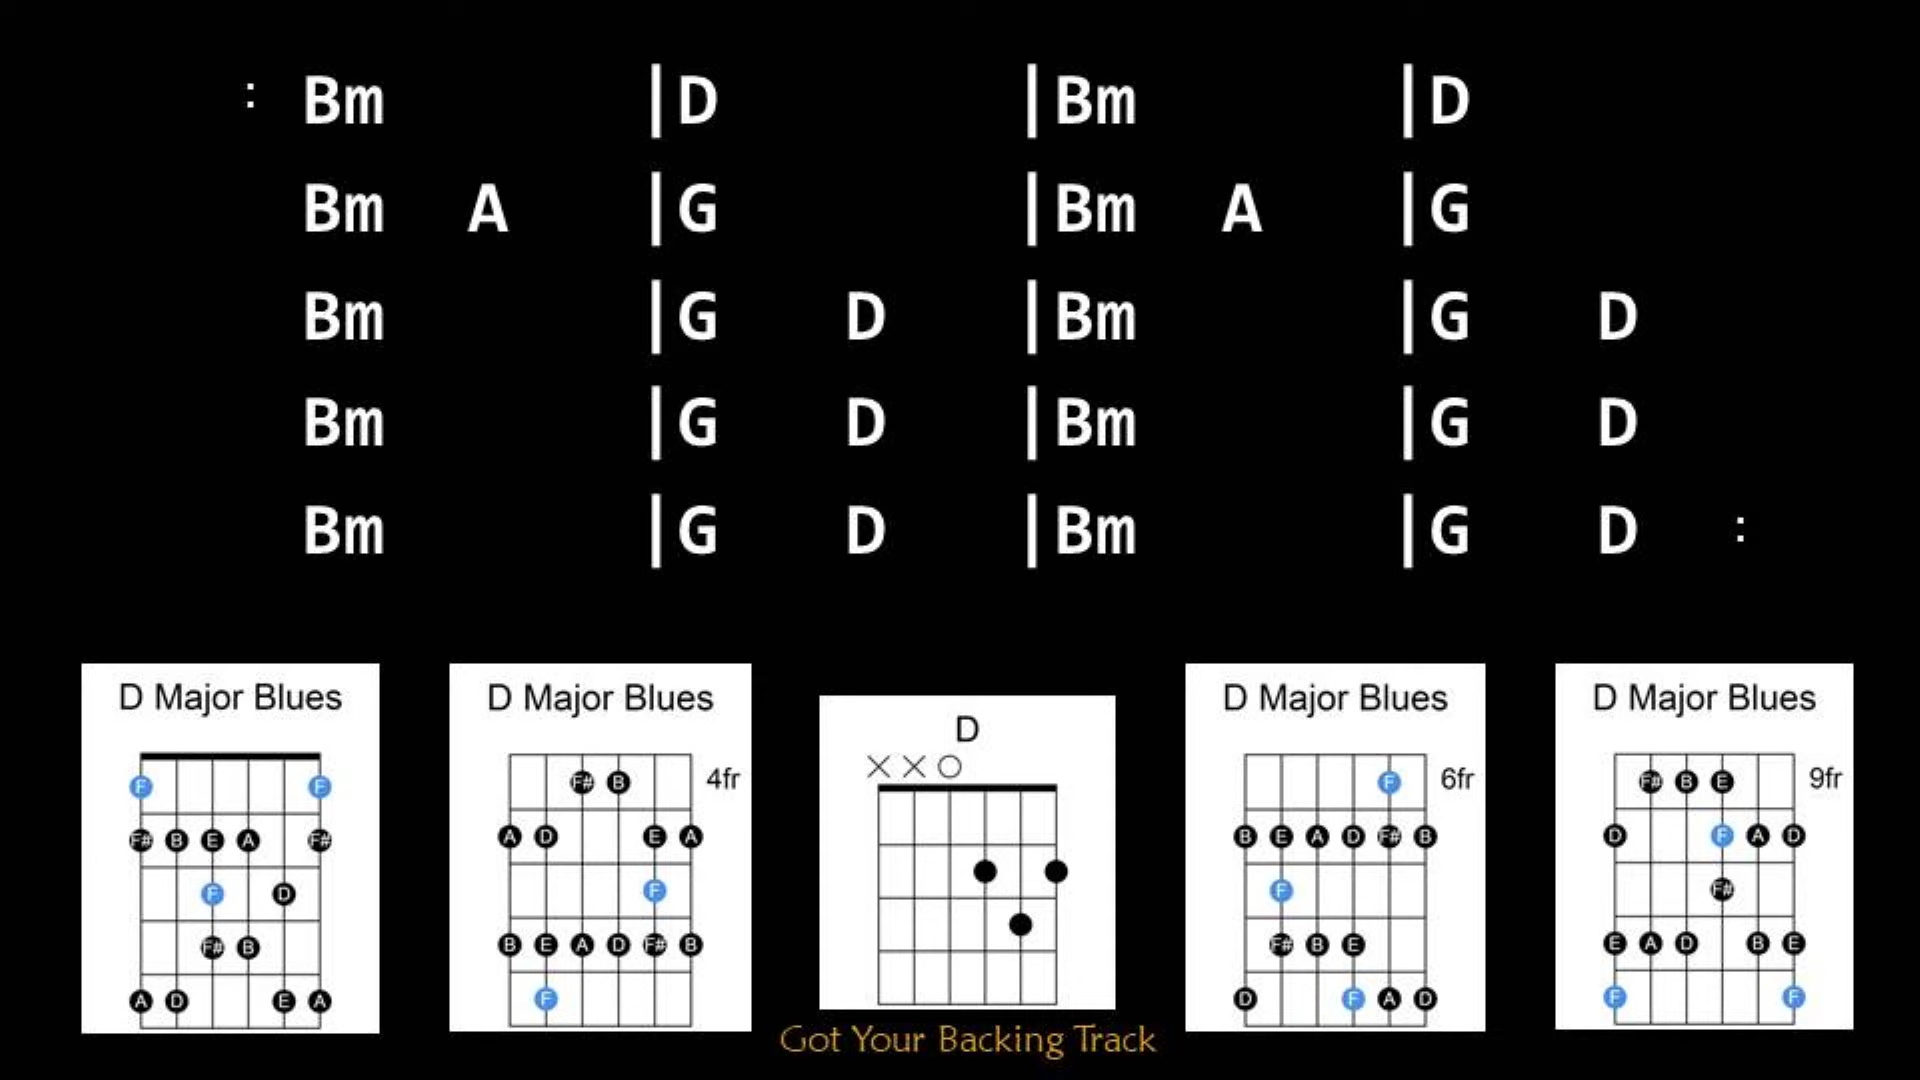 : Bm |D |Bm |D
Bm A |G |Bm A |G
Bm |G D |Bm |G D
Bm |G D |Bm |G D
Bm |G D |Bm |G D :
D Major Blues
F F
F# B E A F#
F D
F# B
A D E A
D Major Blues
4fr
F# B
A D E A
F
B E A D F# B
F
D
XXO
D Major Blues
6fr
F
B E A D F# B
F
F# B E
D F A D
D Major Blues
9fr
F# B E
D F A D
F#
E A D B E
F F
Got Your Backing Track